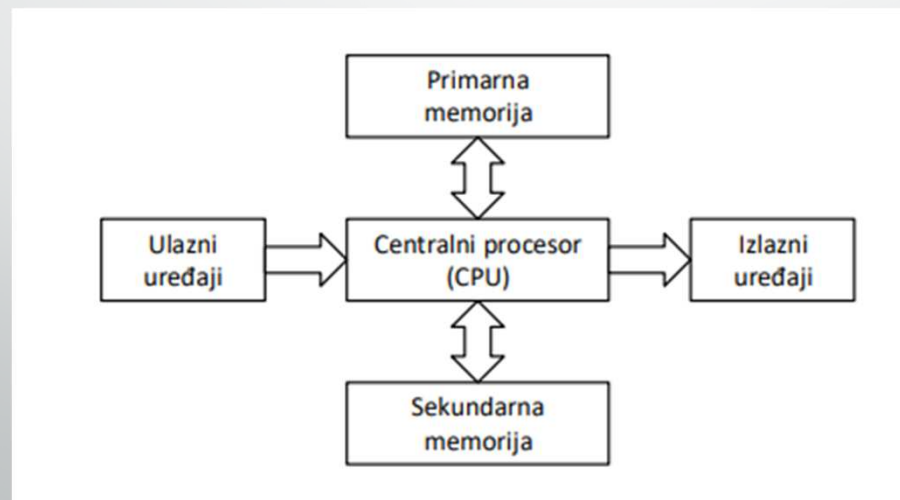 Primarna
memorija
Ulazni
uređaji
Centralni procesor
(CPU)
Izlazni
uređaji
Sekundarna
memorija